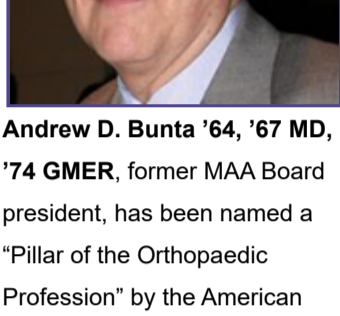 Andrew D. Bunta ’64, ’67 MD,
’74 GMER, former MAA Board
president, has been named a
“Pillar of the Orthopaedic
Profession” by the American